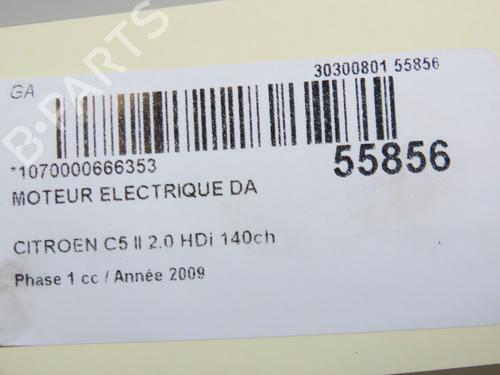 GA
30300801 55856
*1070000666353
55856
MOTEUR ELECTRIQUE DA
CITROEN C5 II 2.0 HDi 140ch
Phase 1 cc / Année 2009
B-PARTS